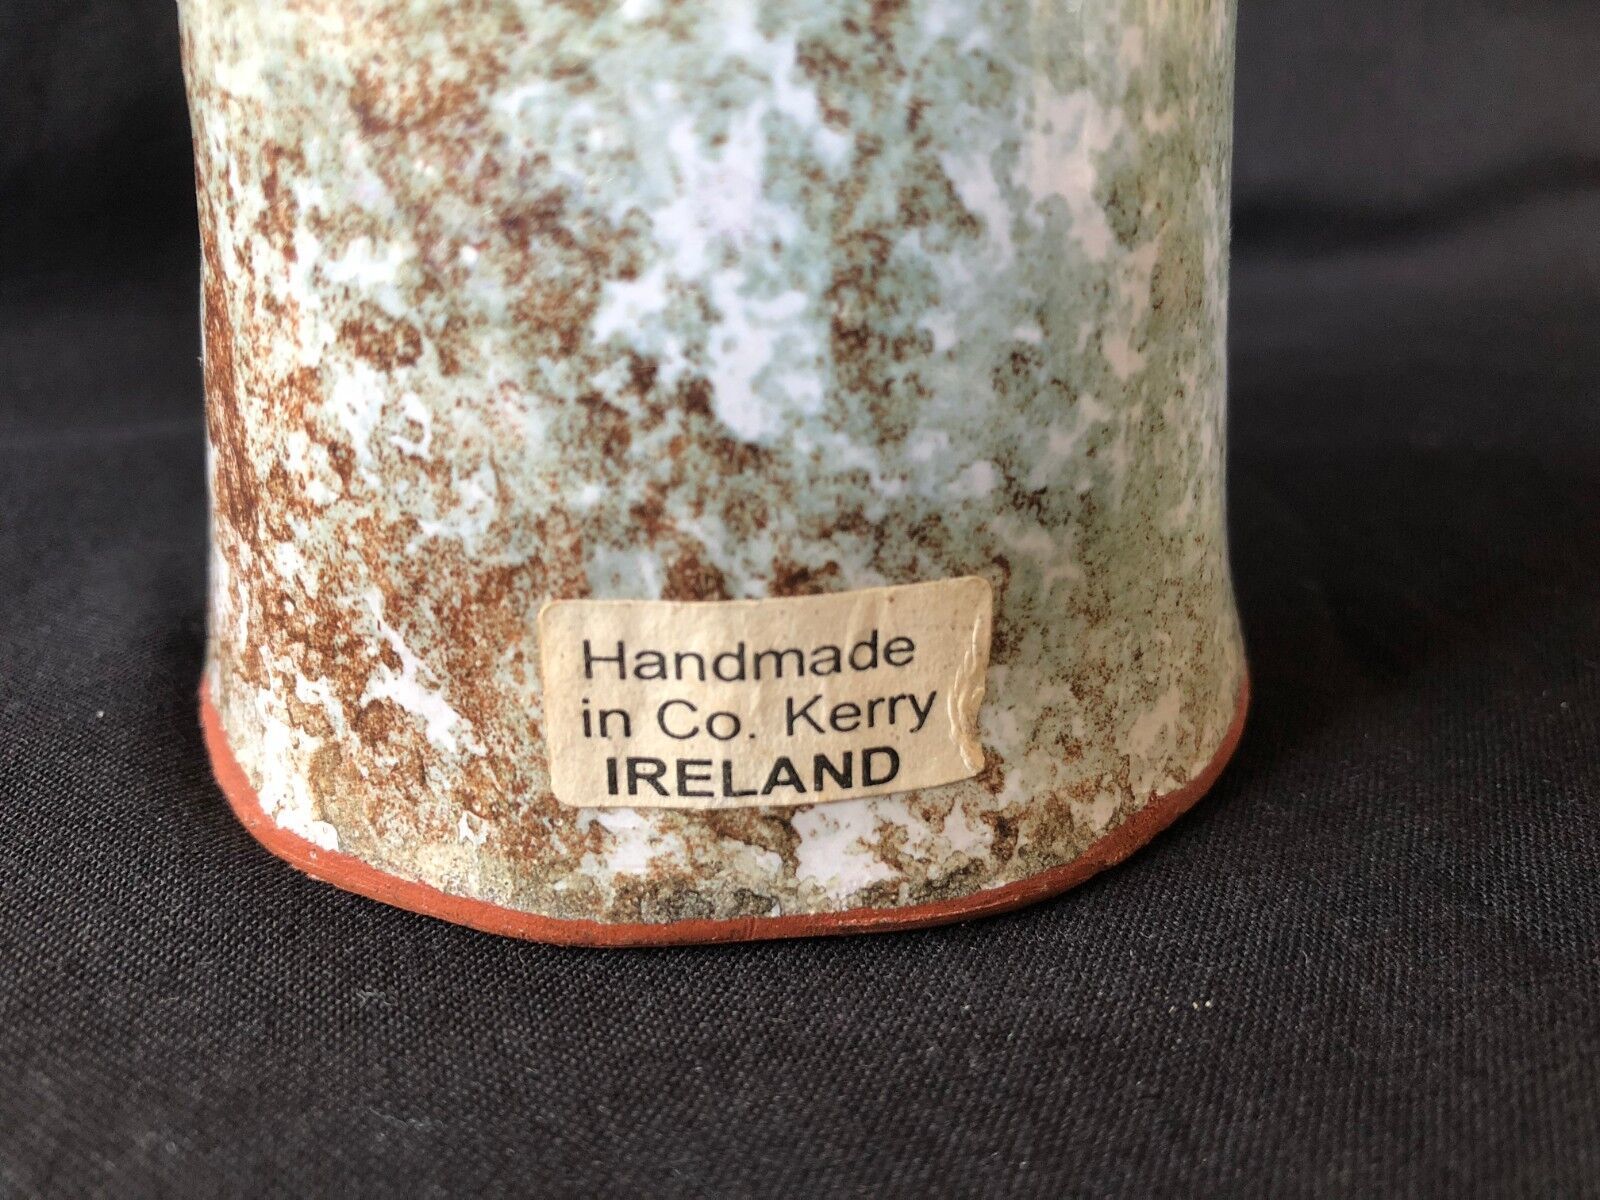 Handmade
in Co. Kerry
IRELAND